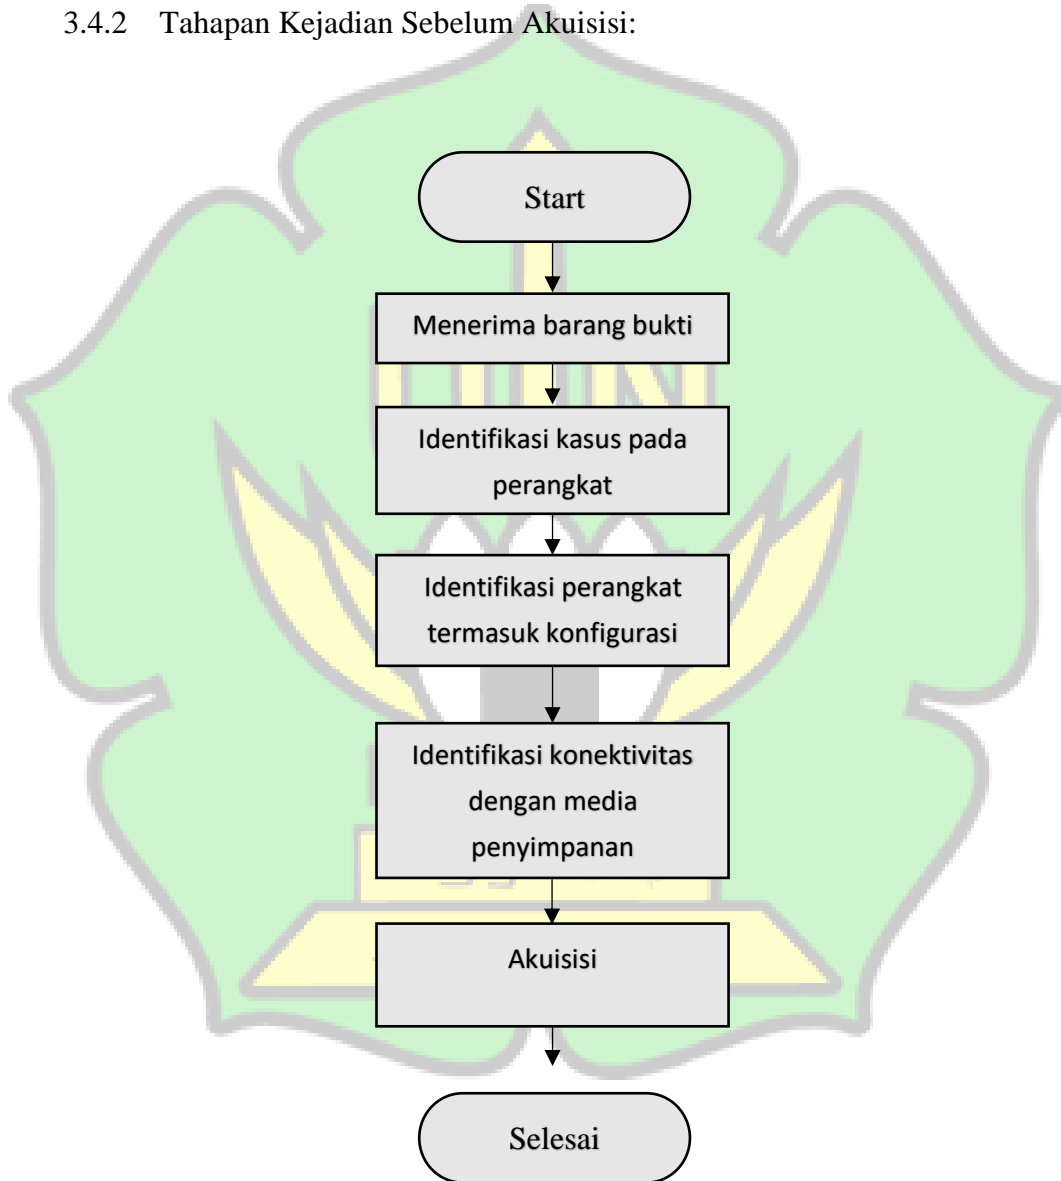 3.4.2 Tahapan Kejadian Sebelum Akuisisi:
Start
Menerima barang bukti
Identifikasi kasus pada
perangkat
Identifikasi perangkat
termasuk konfigurasi
Identifikasi konektivitas
dengan media
penyimpanan
Akuisisi
Selesai